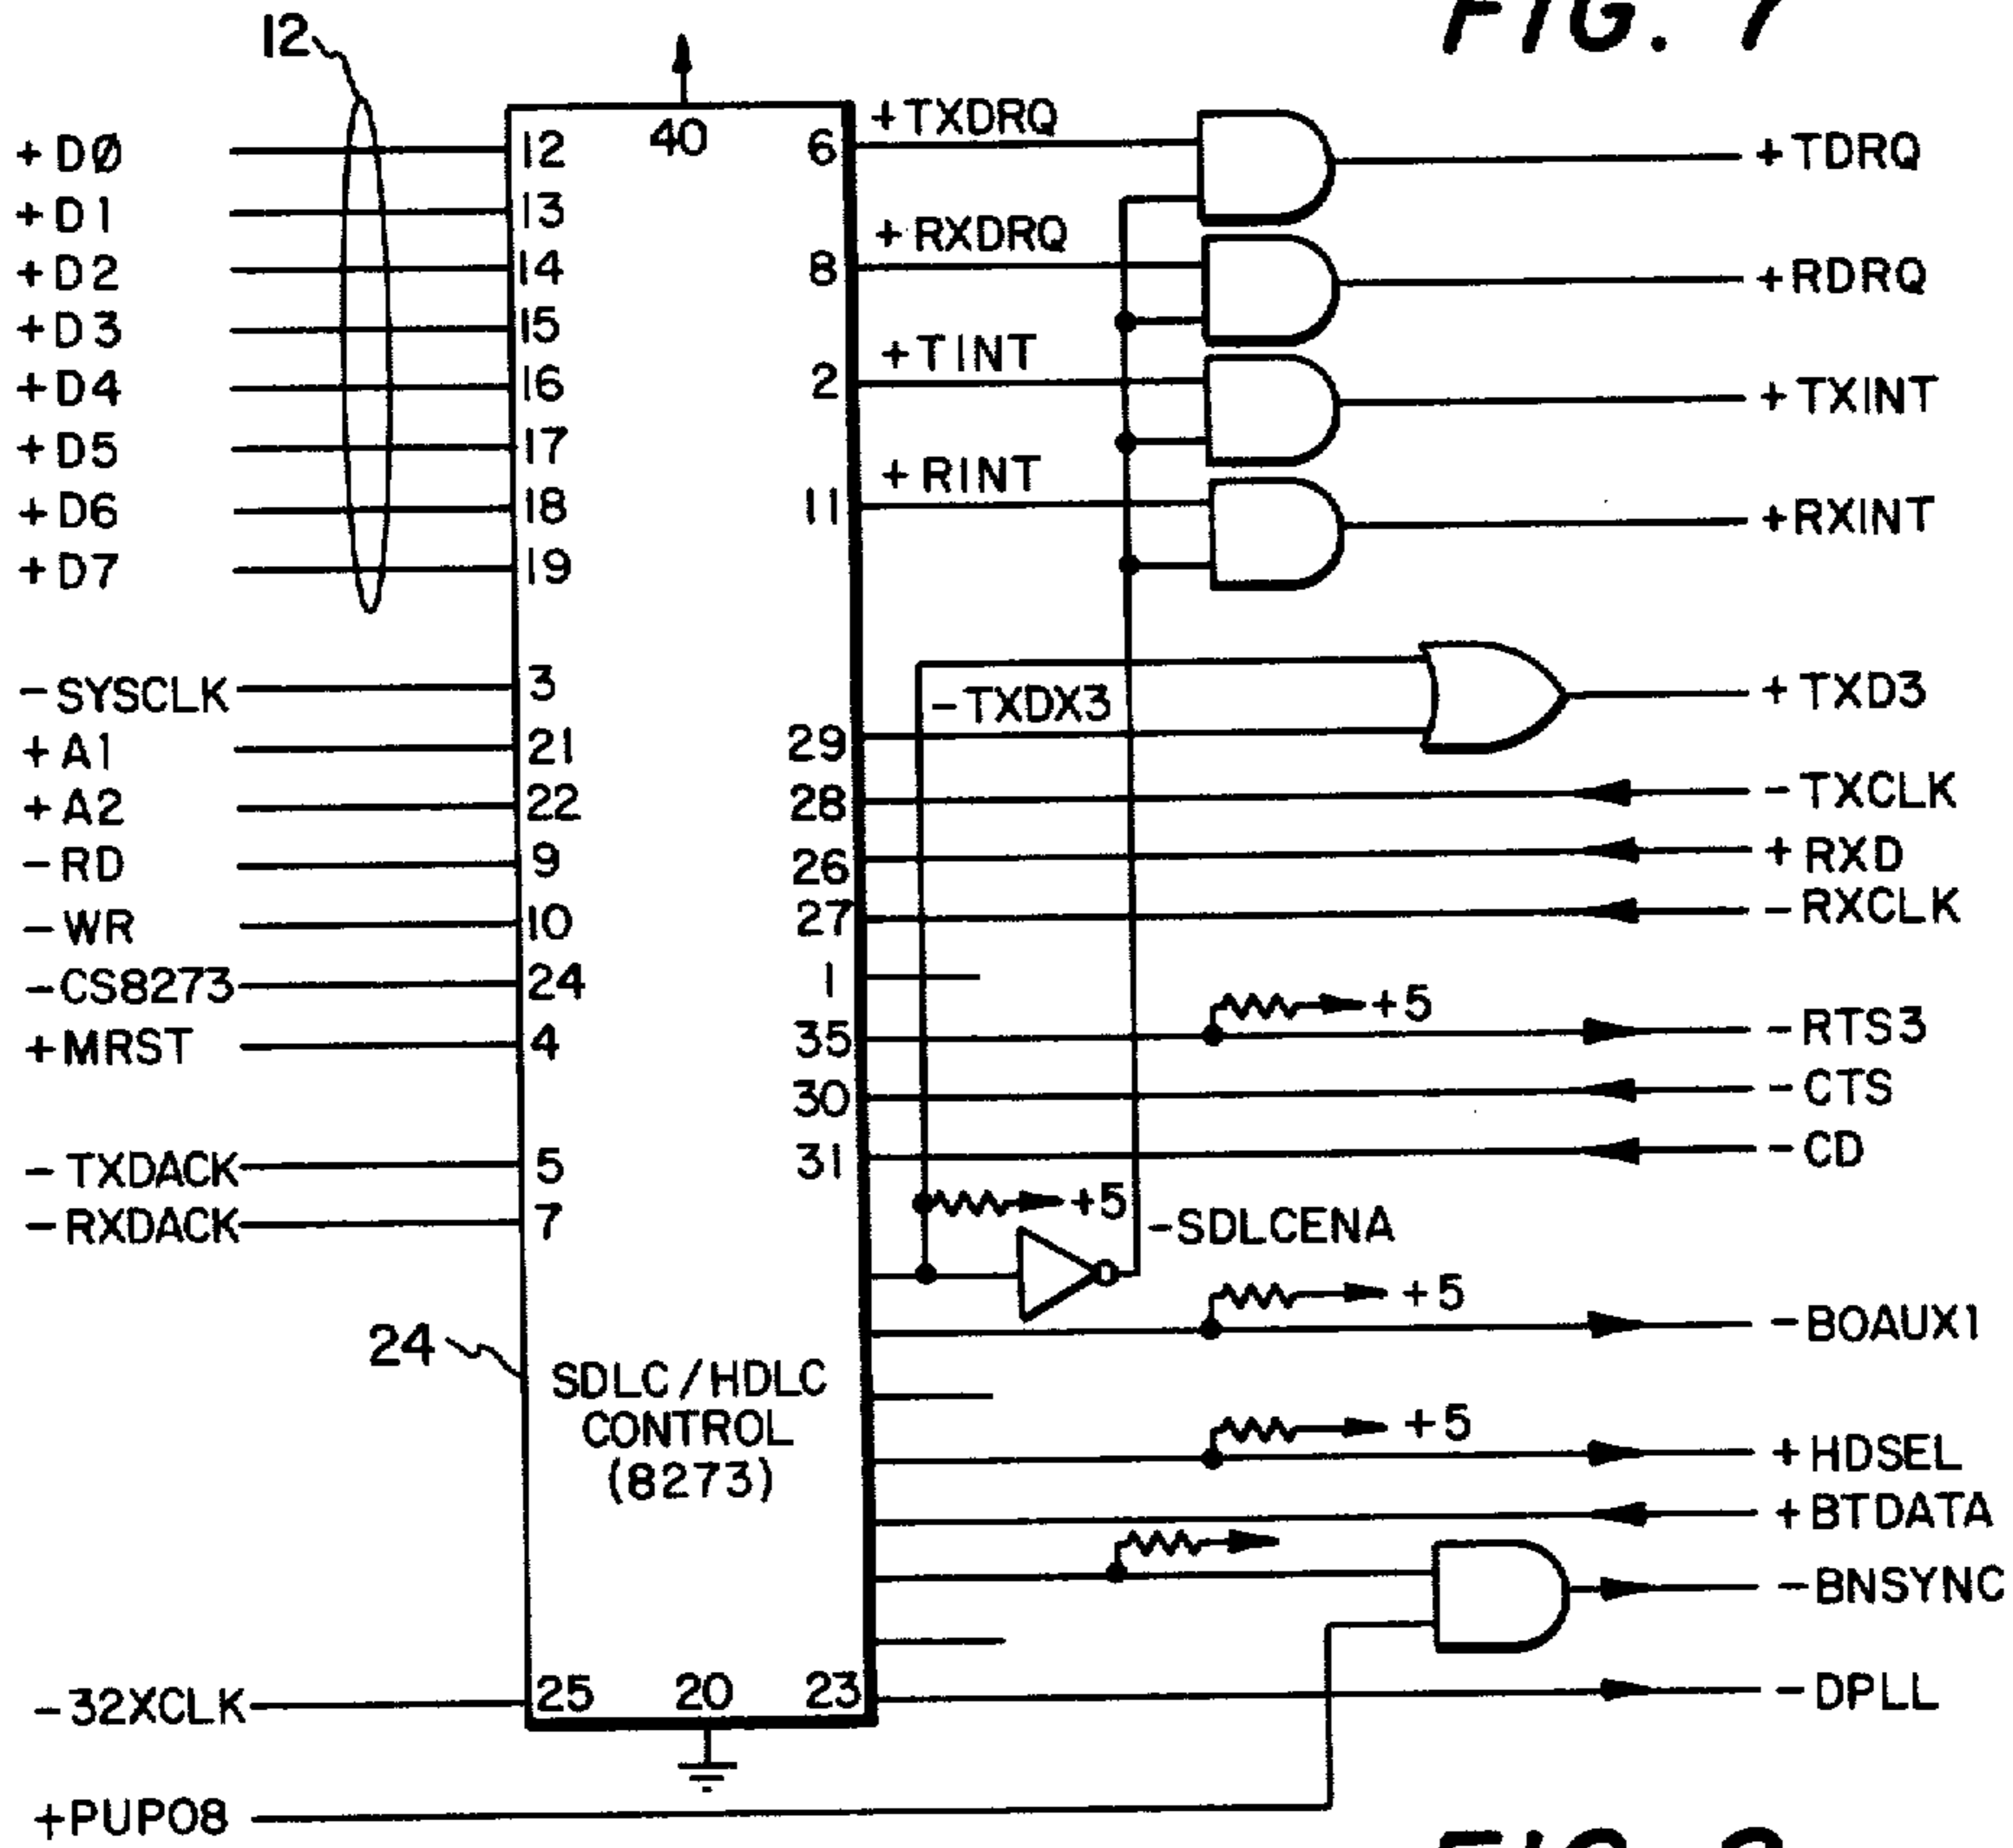 FIG. 7
12
40
+DØ 12 6 +TXDRQ +TDRQ
+D1 13
+D2 14 8 +RXDRQ +RDRQ
+D3 15
+D4 16 2 +TINT +TXINT
+D5 17
+D6 18 11 +RINT +RXINT
+D7 19
-SYSCLK 3 -TXDX3 +TXD3
+A1 21 29
+A2 22 28 -TXCLK
-RD 9 26 +RXD
-WR 10 27 -RXCLK
-CS8273 24 1
+5
+MRST 4 35 -RTS3
30 -CTS
-TXDACK 5 31 -CD
+5
-RXDACK 7 -SDLCENA
+5
-BOAUX1
24
SDLC/HDLC
CONTROL
(8273)
+5
+HDSEL
+BTDATA
-BNSYNC
-32XCLK 25 20 23 -DPLL
+PUP08